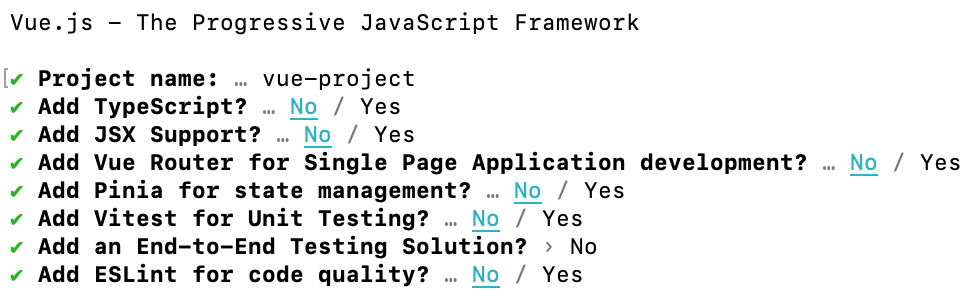 Vue.js – The Progressive JavaScript Framework
[✔ Project name: … vue-project
✔ Add TypeScript? … No / Yes
✔ Add JSX Support? … No / Yes
✔ Add Vue Router for Single Page Application development? … No / Yes
✔ Add Pinia for state management? … No / Yes
✔ Add Vitest for Unit Testing? … No / Yes
✔ Add an End-to-End Testing Solution? › No
✔ Add ESLint for code quality? … No / Yes